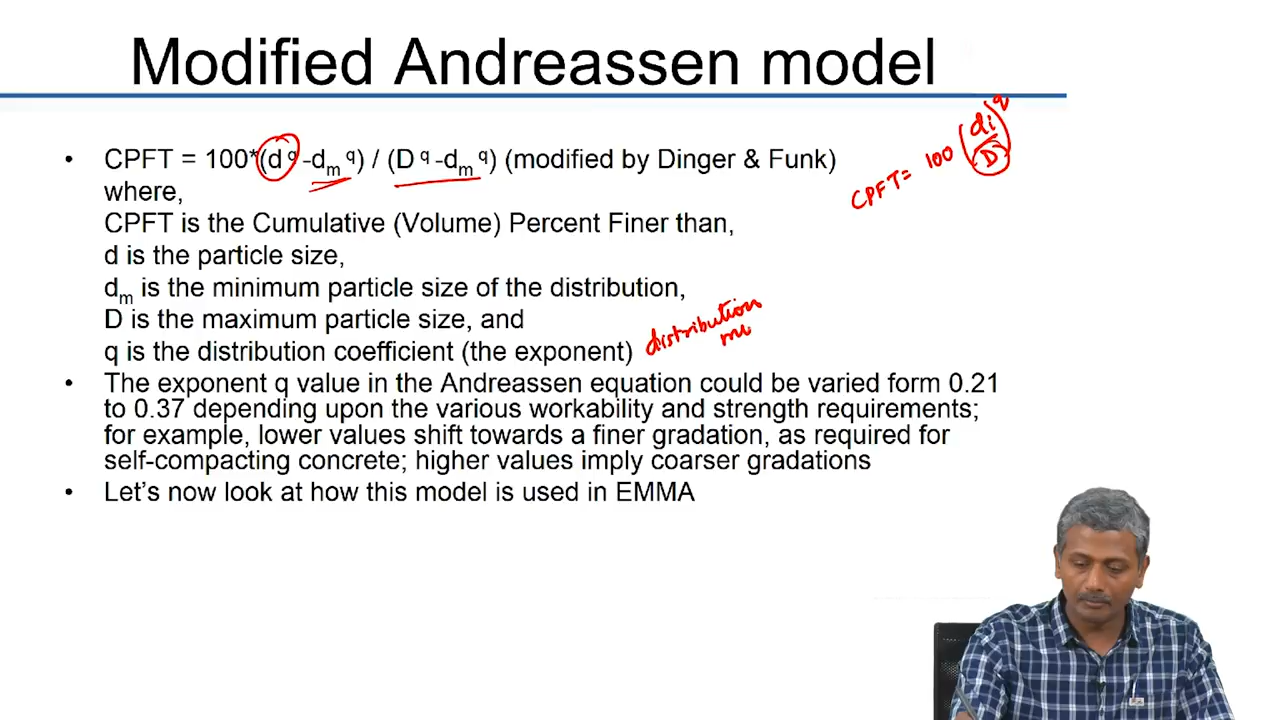 Modified Andreassen model
• CPFT = 100*(d q -dm q) / (D q -dm q) (modified by Dinger & Funk)
CPFT = 100 (di/D)q
where,
CPFT is the Cumulative (Volume) Percent Finer than,
d is the particle size,
dm is the minimum particle size of the distribution,
D is the maximum particle size, and
q is the distribution coefficient (the exponent)
distribution
• The exponent q value in the Andreassen equation could be varied form 0.21
to 0.37 depending upon the various workability and strength requirements;
for example, lower values shift towards a finer gradation, as required for
self-compacting concrete; higher values imply coarser gradations
• Let's now look at how this model is used in EMMA